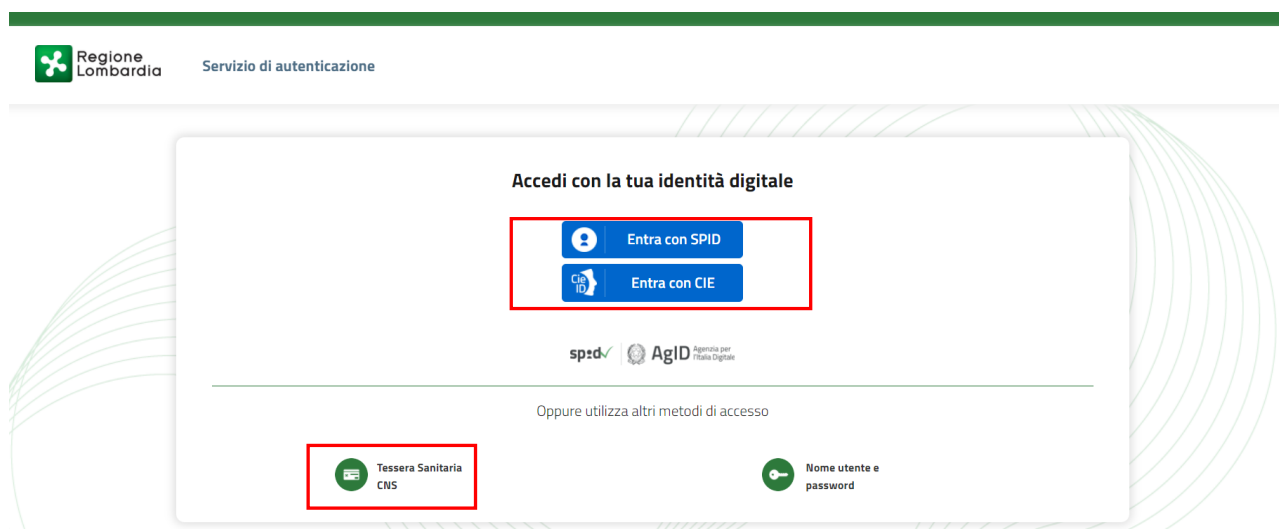 Regione
Lombardia
Servizio di autenticazione
Accedi con la tua identità digitale
Entra con SPID
Cie
ID
Entra con CIE
spid
AgID
Agenzia per
l'Italia Digitale
Oppure utilizza altri metodi di accesso
Tessera Sanitaria
CNS
Nome utente e
password